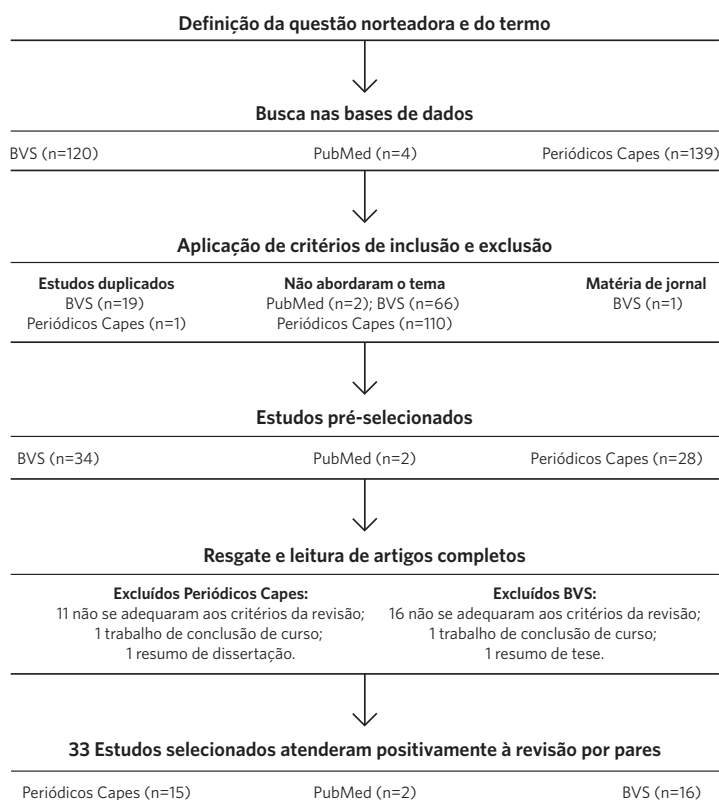 Definição da questão norteadora e do termo
Busca nas bases de dados
BVS (n=120) PubMed (n=4) Periódicos Capes (n=139)
Aplicação de critérios de inclusão e exclusão
Estudos duplicados Não abordaram o tema Matéria de jornal
BVS (n=19) PubMed (n=2); BVS (n=66) BVS (n=1)
Periódicos Capes (n=1) Periódicos Capes (n=110)
Estudos pré-selecionados
BVS (n=34) PubMed (n=2) Periódicos Capes (n=28)
Resgate e leitura de artigos completos
Excluídos Periódicos Capes: Excluídos BVS:
11 não se adequaram aos critérios da revisão; 16 não se adequaram aos critérios da revisão;
1 trabalho de conclusão de curso; 1 trabalho de conclusão de curso;
1 resumo de dissertação. 1 resumo de tese.
33 Estudos selecionados atenderam positivamente à revisão por pares
Periódicos Capes (n=15) PubMed (n=2) BVS (n=16)